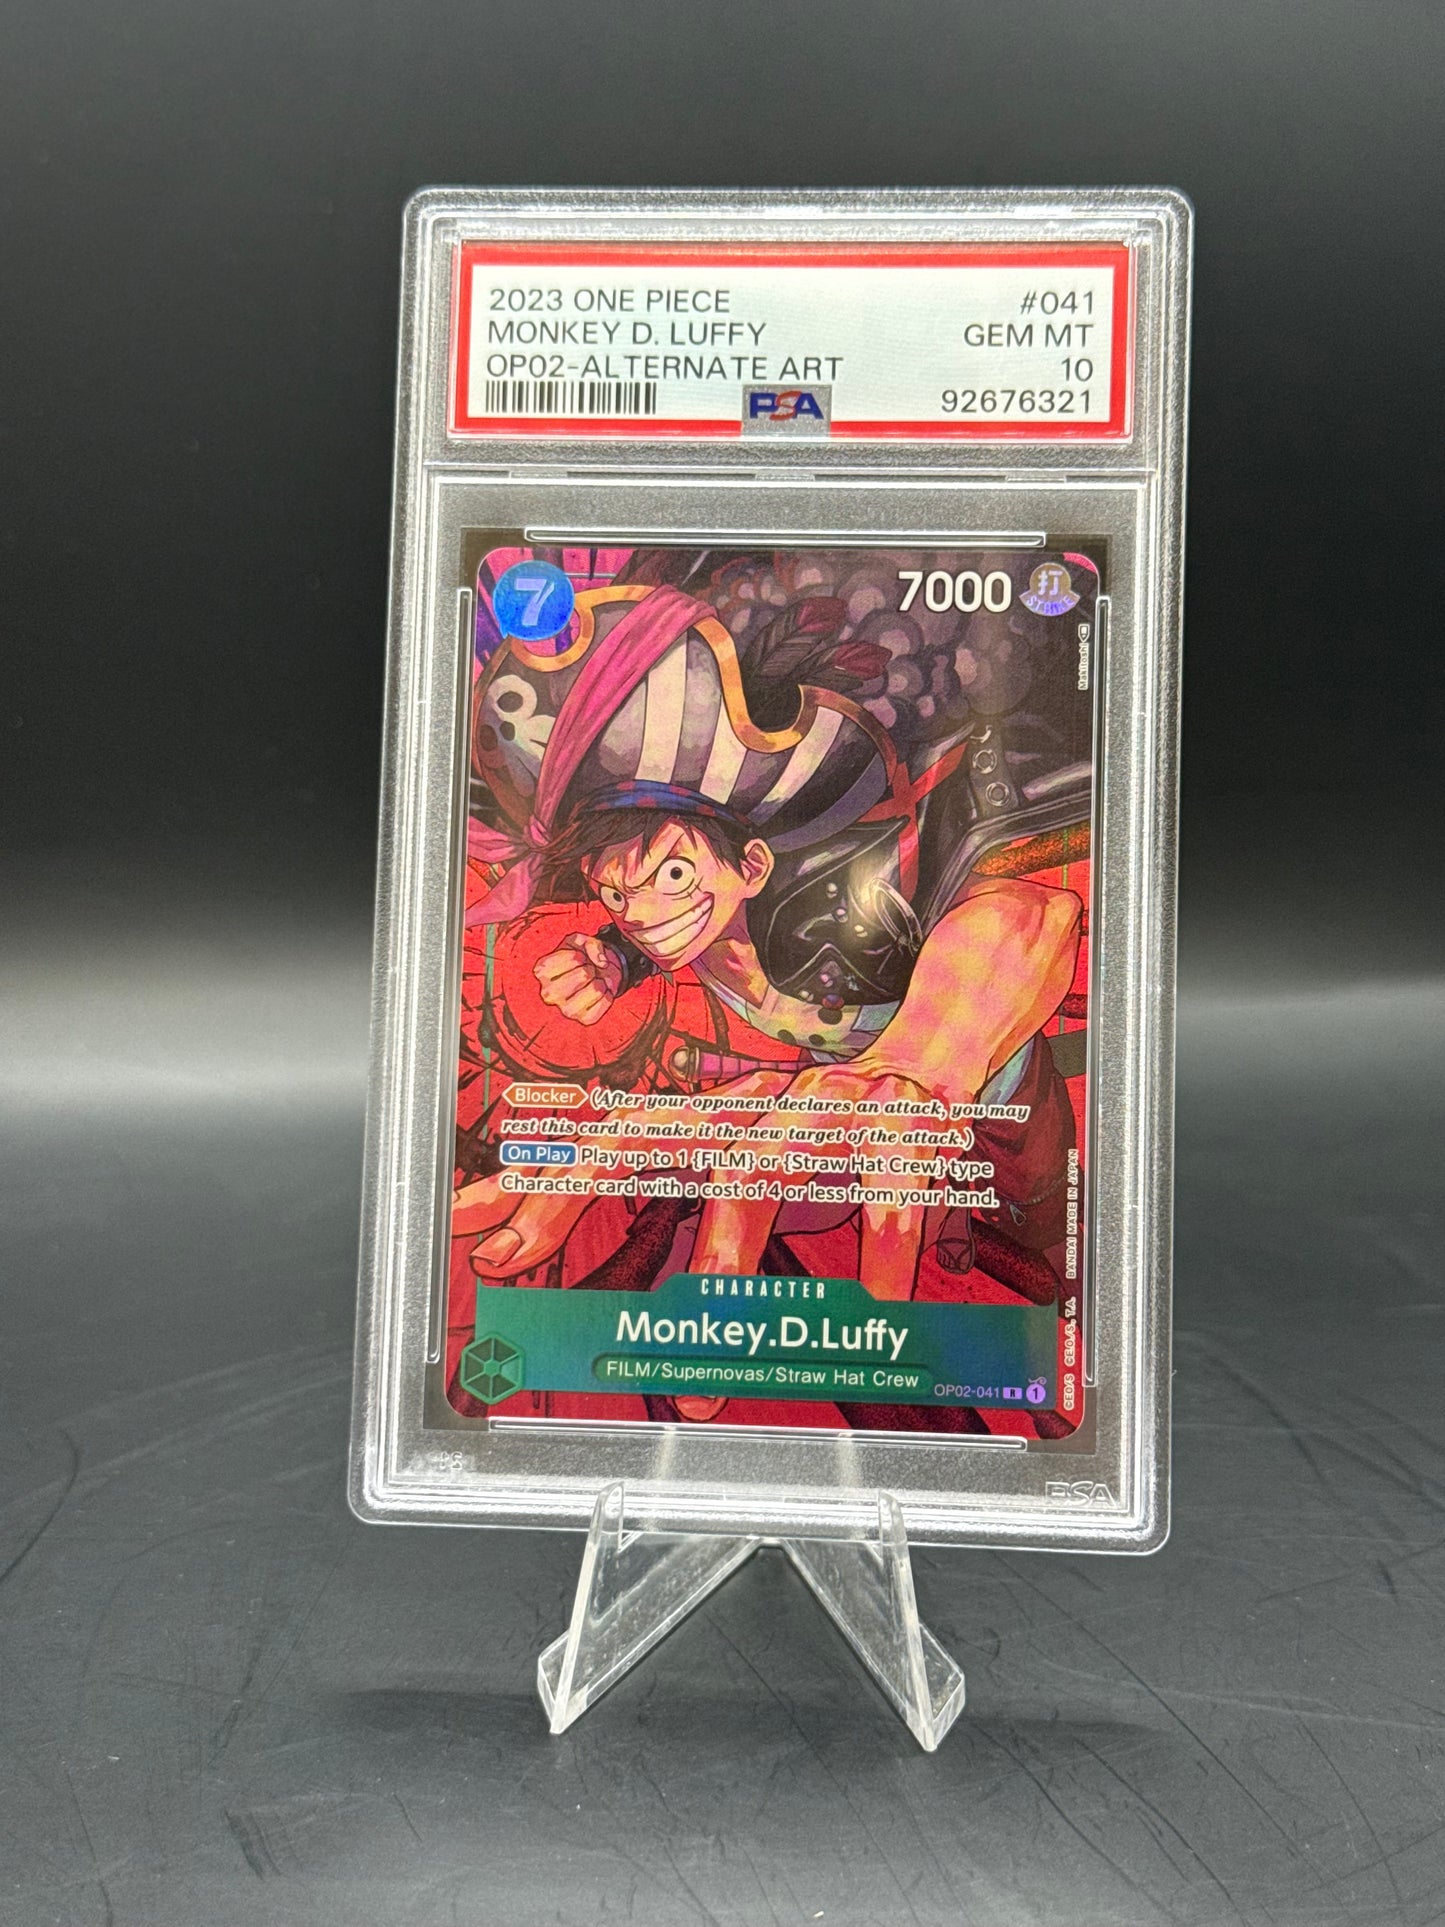 2023 ONE PIECE #041
MONKEY D. LUFFY GEM MT
OP02-ALTERNATE ART 10
PSA 92676321
7 7000 打
STRIKE
Makitoshi
Blocker (After your opponent declares an attack, you may
rest this card to make it the new target of the attack.)
On Play Play up to 1 {FILM} or {Straw Hat Crew} type
Character card with a cost of 4 or less from your hand.
©EO/S ©E.O./S., T.A. BANDAI MADE IN JAPAN
CHARACTER
Monkey.D.Luffy
FILM/Supernovas/Straw Hat Crew
OP02-041 R 1
PSA